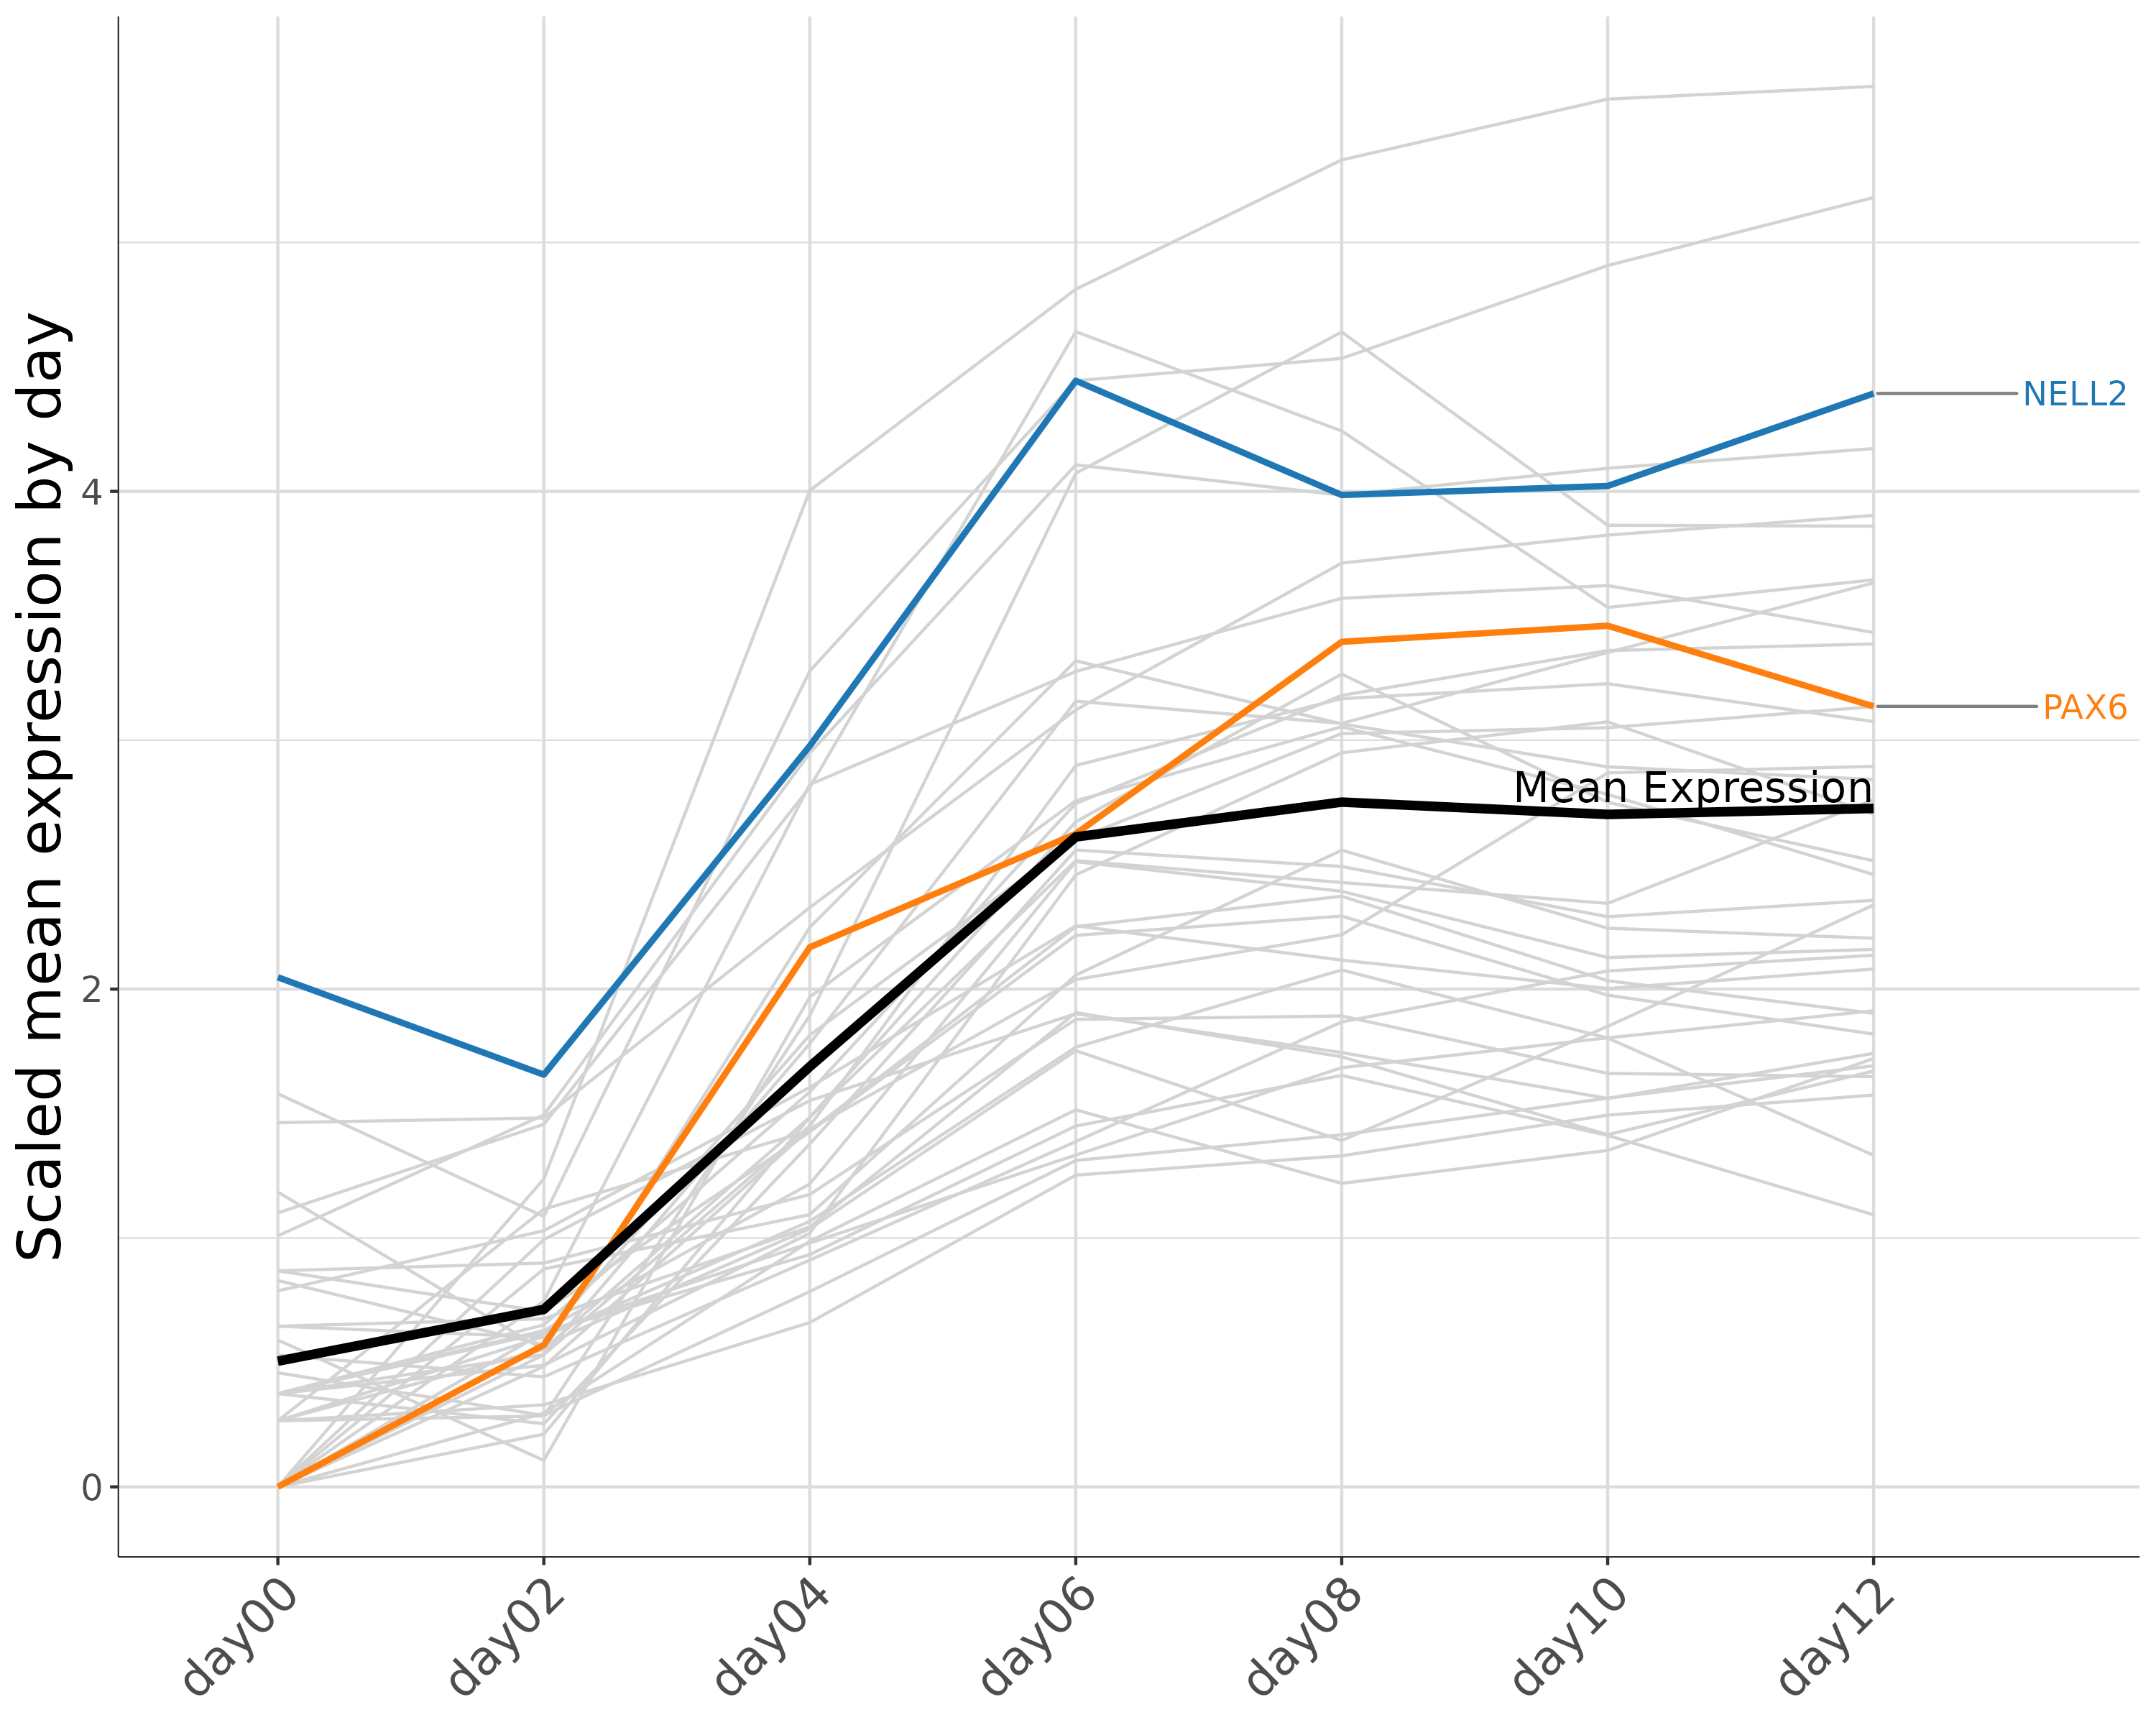 Scaled mean expression by day
4
2
0
NELL2
PAX6
Mean Expression
day00
day02
day04
day06
day08
day10
day12